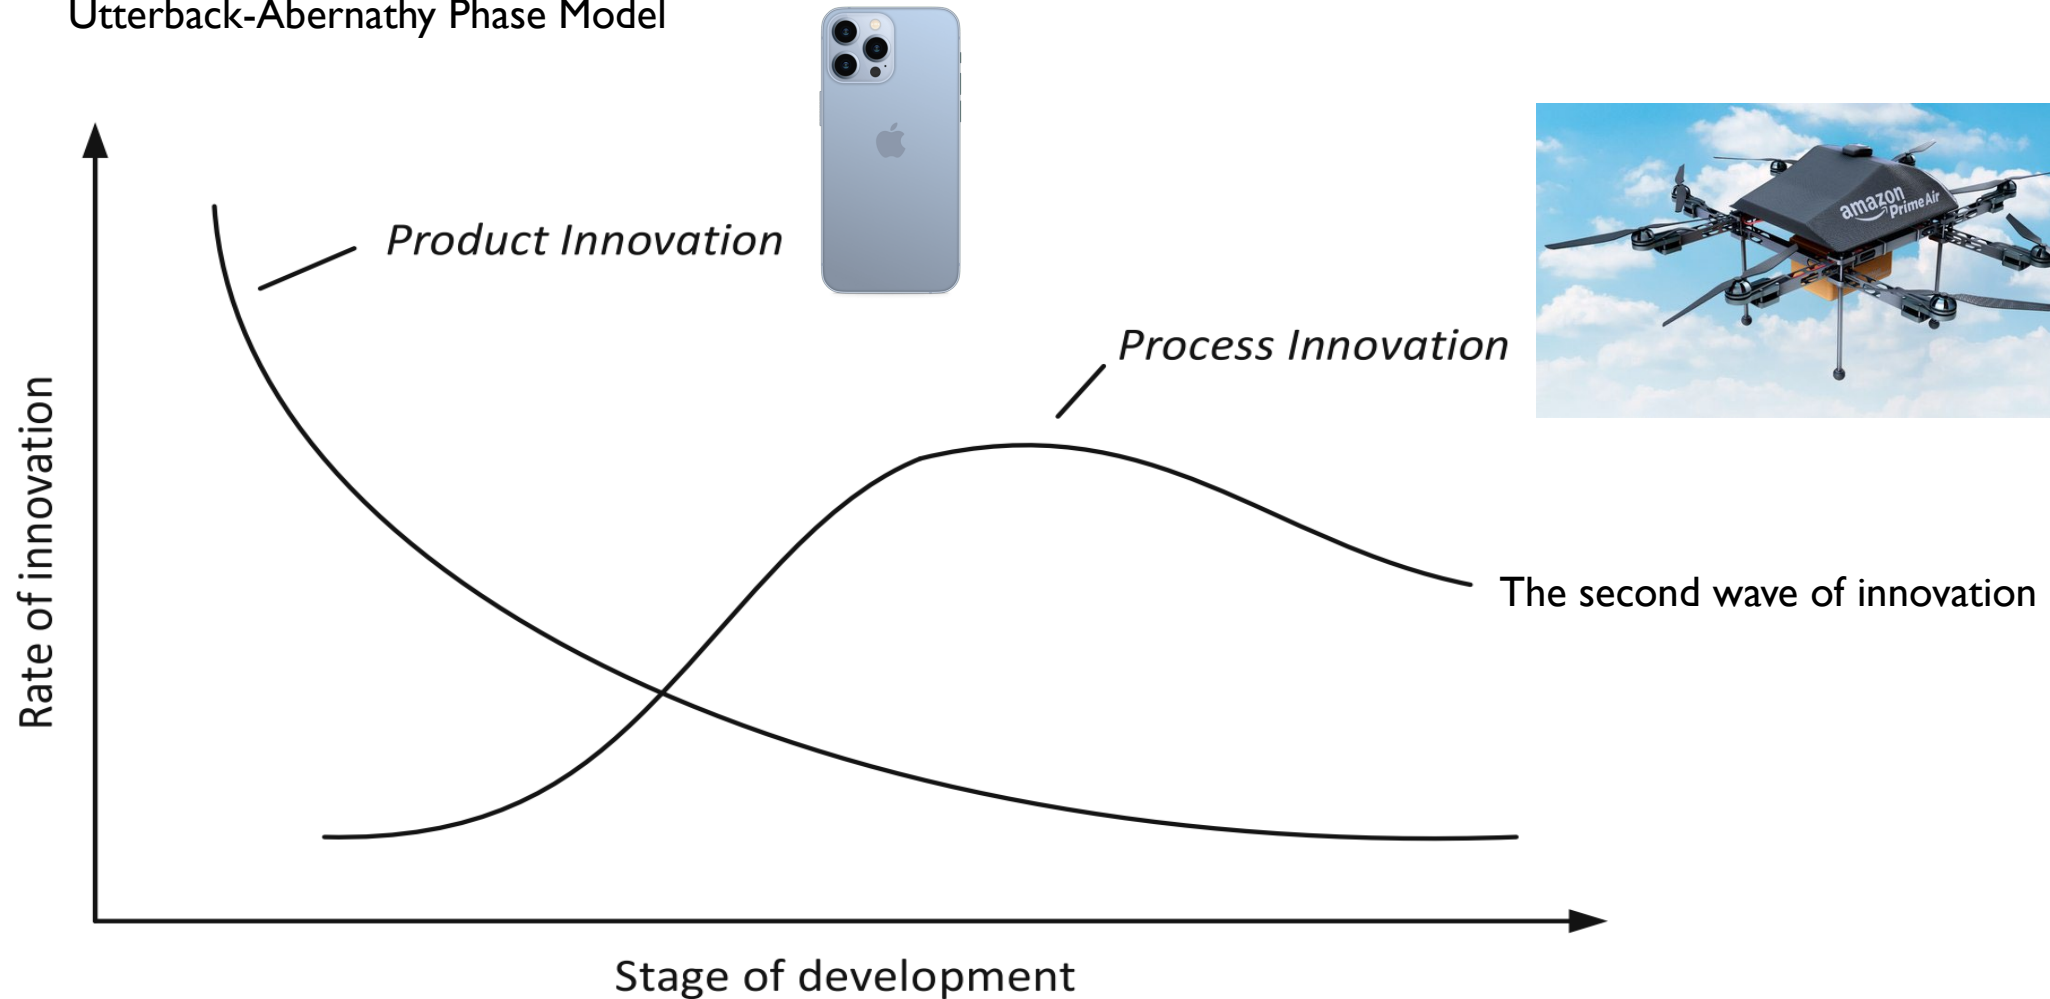 Utterback-Abernathy Phase Model
Product Innovation
Process Innovation
amazon
Prime Air
Rate of innovation
The second wave of innovation
Stage of development